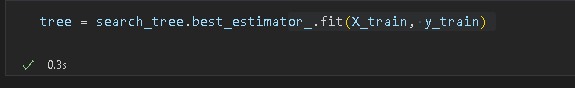 tree = search_tree.best_estimator_.fit(X_train, y_train)
✓ 0.3s